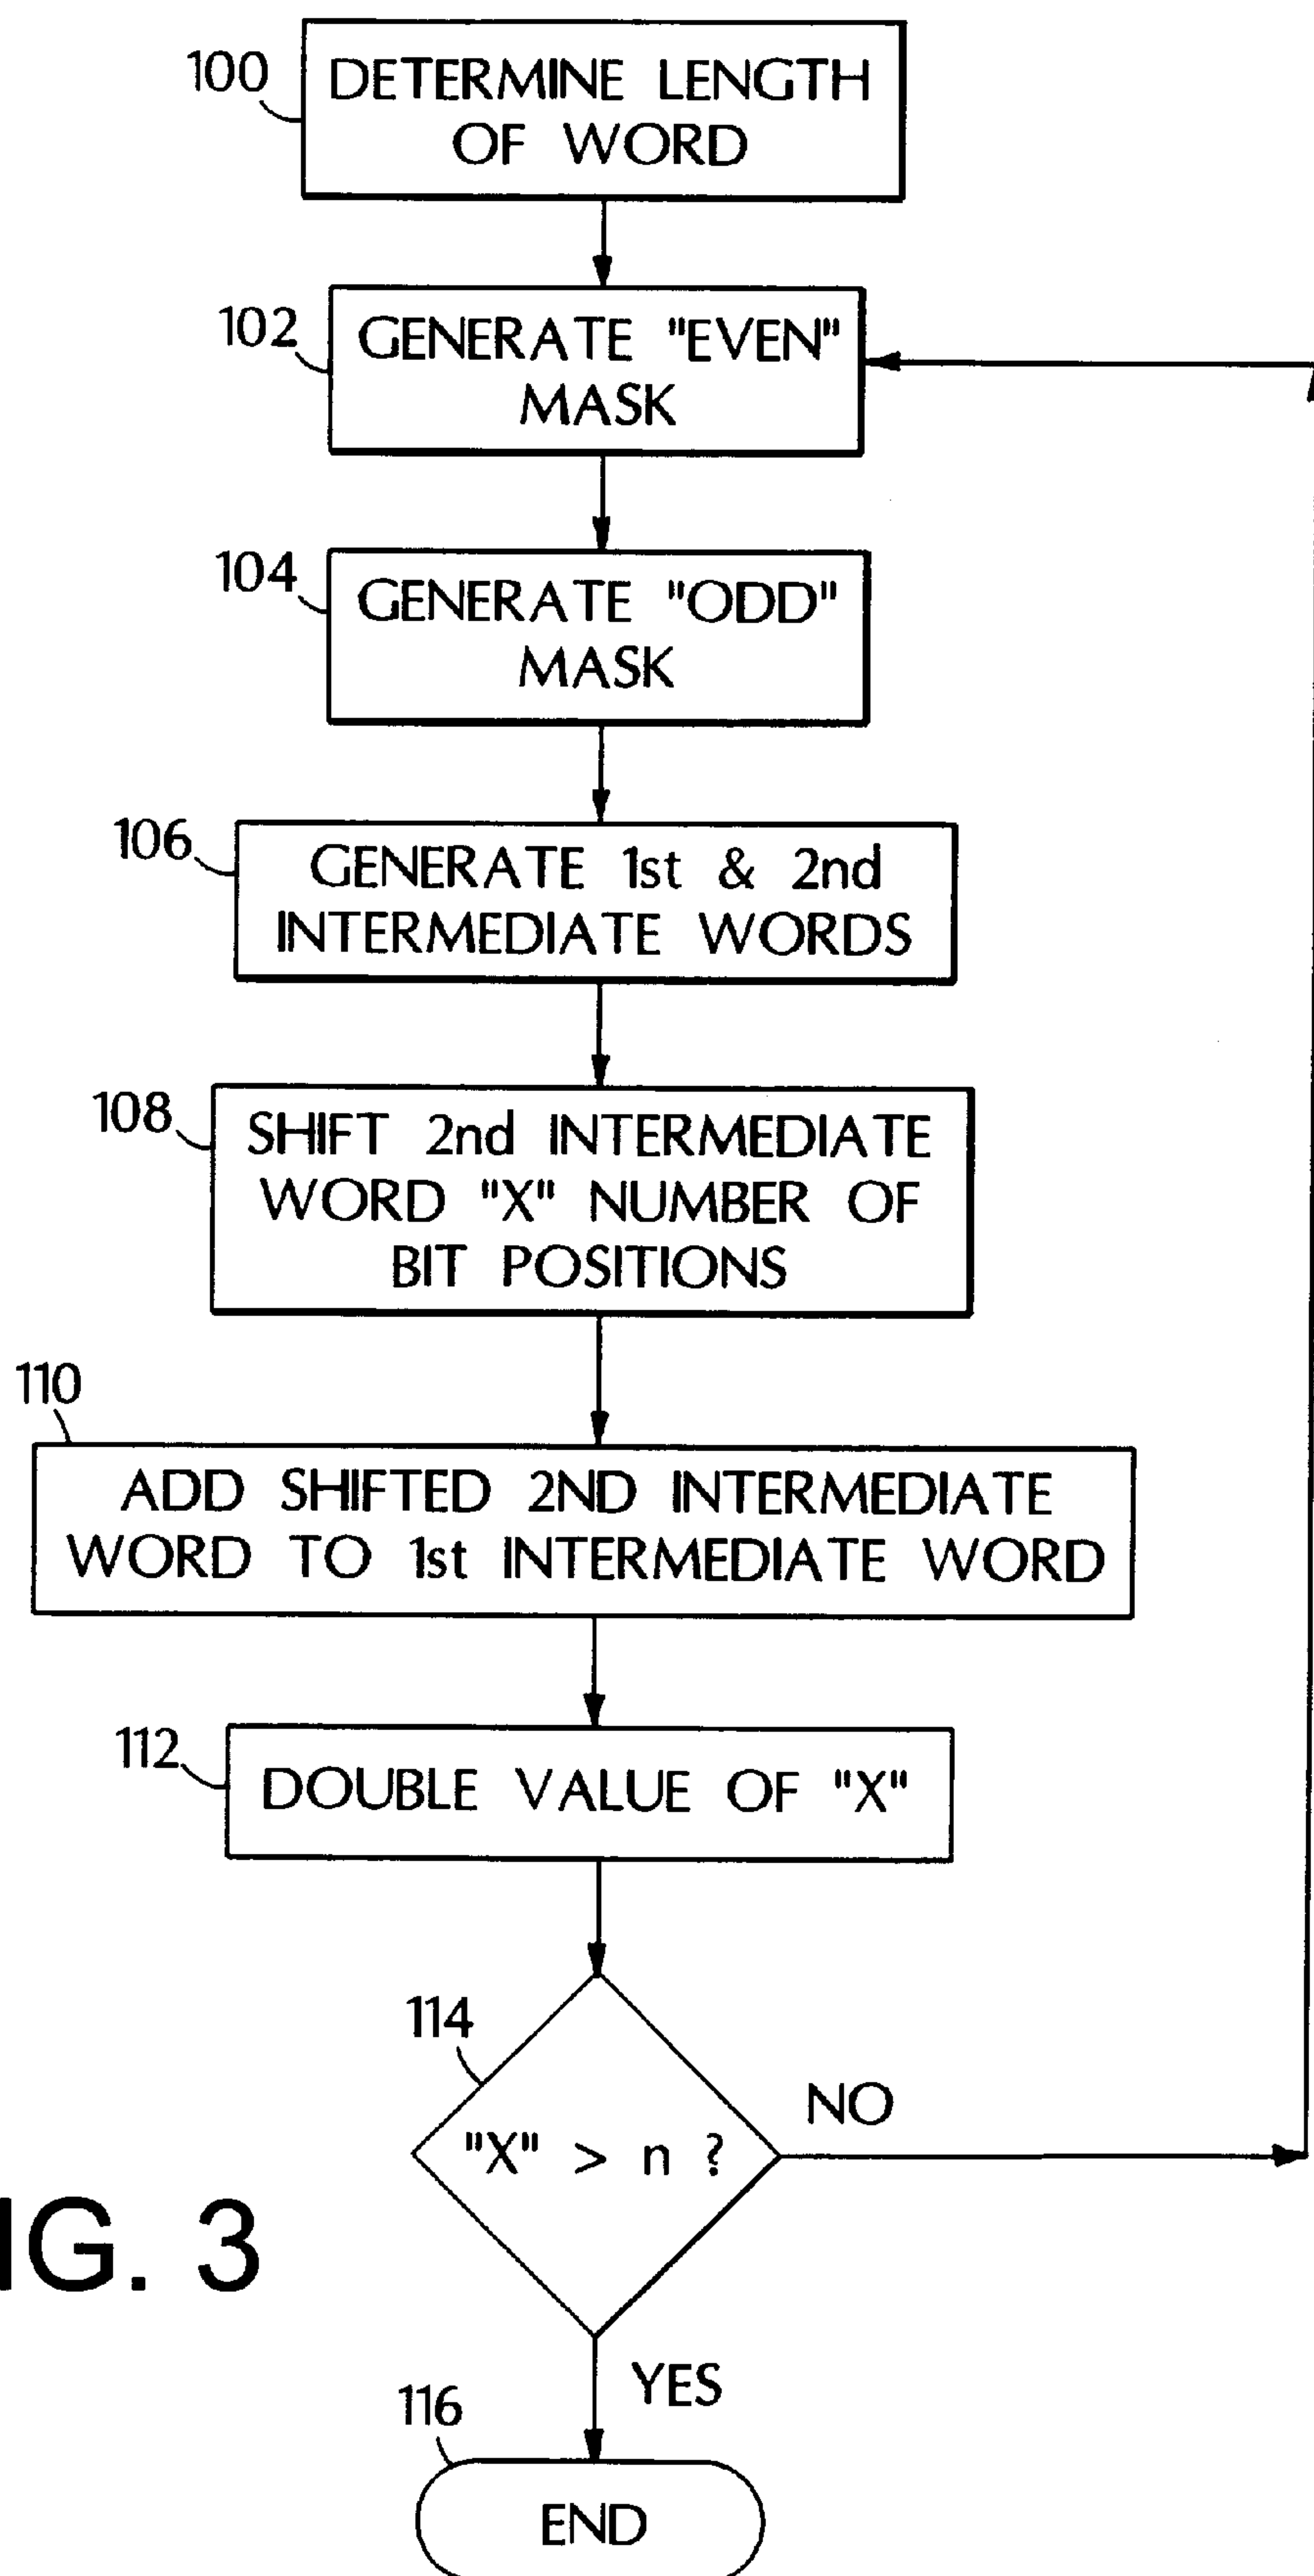 100
DETERMINE LENGTH
OF WORD
102
GENERATE "EVEN"
MASK
104
GENERATE "ODD"
MASK
106
GENERATE 1st & 2nd
INTERMEDIATE WORDS
108
SHIFT 2nd INTERMEDIATE
WORD "X" NUMBER OF
BIT POSITIONS
110
ADD SHIFTED 2ND INTERMEDIATE
WORD TO 1st INTERMEDIATE WORD
112
DOUBLE VALUE OF "X"
114
"X" > n ?
NO
IG. 3
YES
116
END